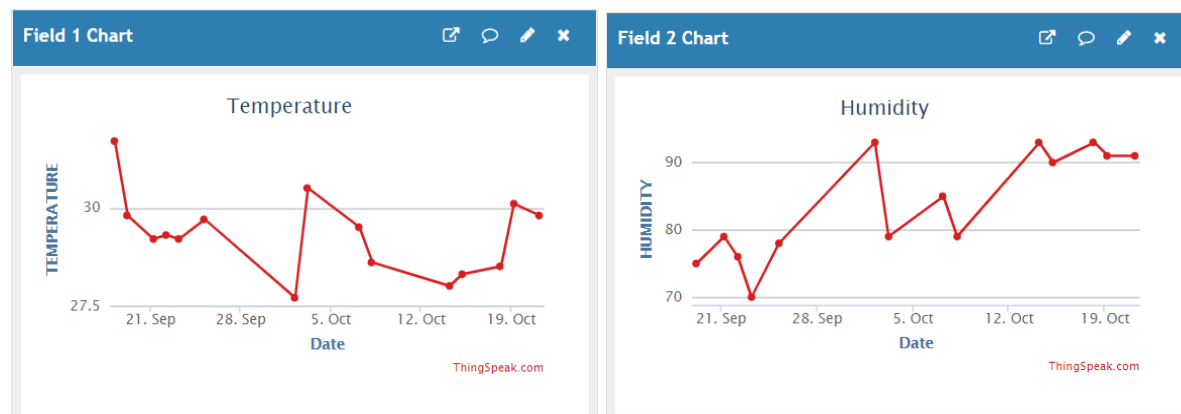 Field 1 Chart
Temperature
TEMPERATURE
30
27.5
21. Sep 28. Sep 5. Oct 12. Oct 19. Oct
Date
ThingSpeak.com
Field 2 Chart
Humidity
HUMIDITY
90
80
70
21. Sep 28. Sep 5. Oct 12. Oct 19. Oct
Date
ThingSpeak.com